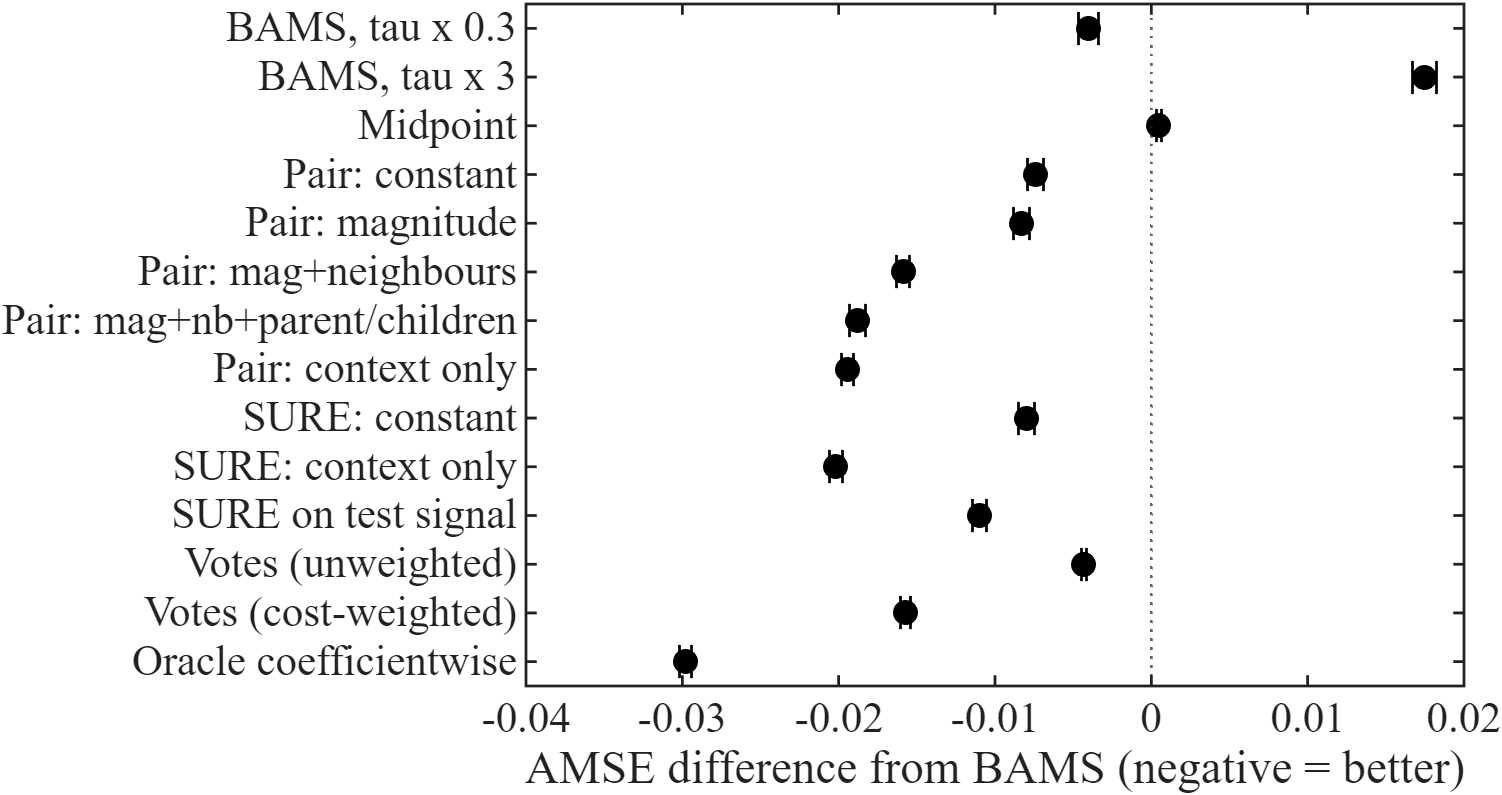 BAMS, tau x 0.3
BAMS, tau x 3
Midpoint
Pair: constant
Pair: magnitude
Pair: mag+neighbours
Pair: mag+nb+parent/children
Pair: context only
SURE: constant
SURE: context only
SURE on test signal
Votes (unweighted)
Votes (cost-weighted)
Oracle coefficientwise
-0.04 -0.03 -0.02 -0.01 0 0.01 0.02
AMSE difference from BAMS (negative = better)